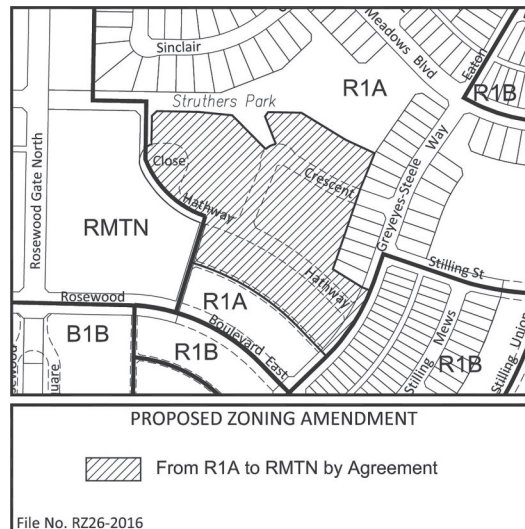 Sinclair
Meadows Blvd
Eaton
R1A
R1B
Struthers Park
Close
Crescent
Greyeyes-Steele Way
Rosewood Gate North
Hathway
RMTN
Hathway
Stilling St
Rosewood
R1A
Boulevard East
B1B
R1B
Stilling Mews
R1B
Stilling Union
PROPOSED ZONING AMENDMENT
From R1A to RMTN by Agreement
File No. RZ26-2016